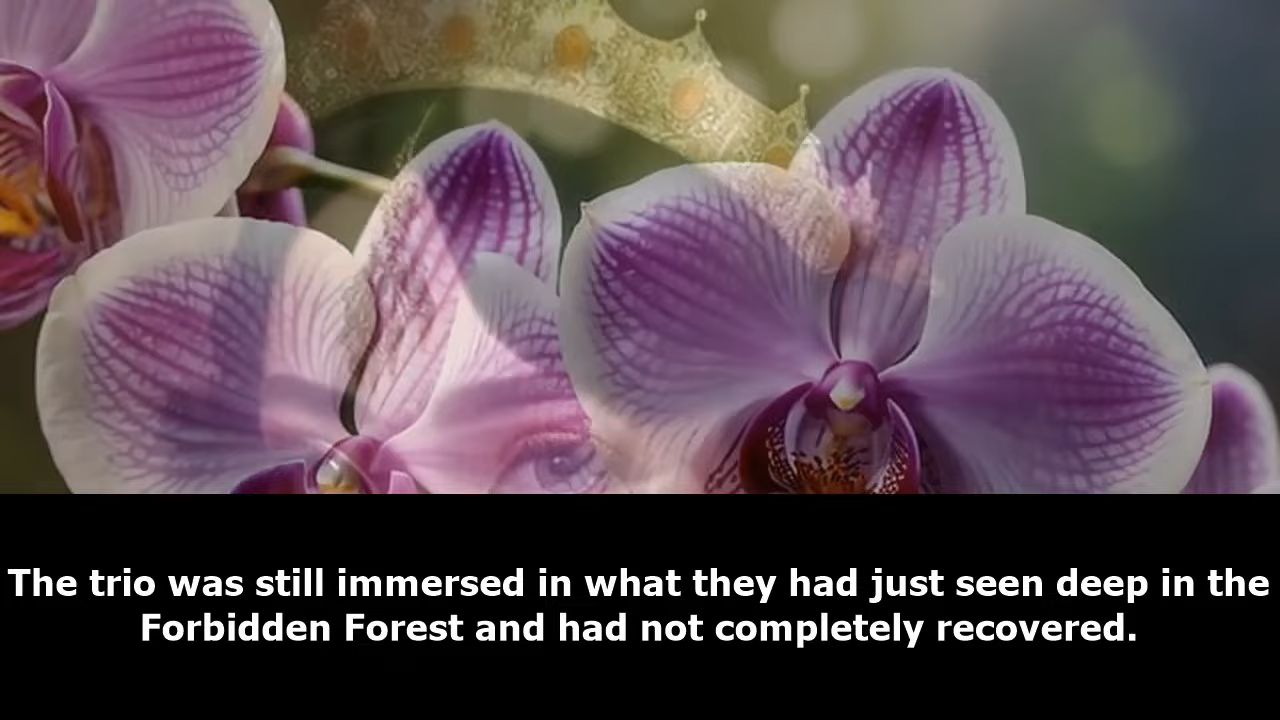 The trio was still immersed in what they had just seen deep in the
Forbidden Forest and had not completely recovered.